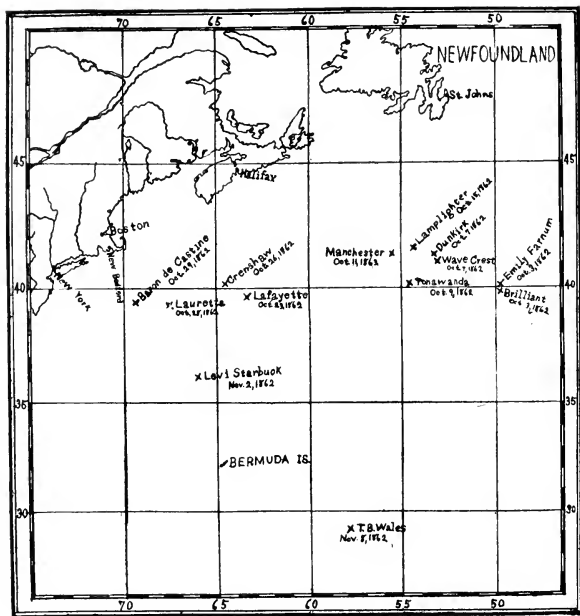 70 65 60 55 50
NEWFOUNDLAND
St. Johns
45
45
Halifax
Boston
New Bedford
New York
Lamplighter
Oct. 15, 1862
Dunkirk
Oct. 7, 1862
Manchester
Oct. 11, 1862
Wave Crest
Oct. 7, 1862
Emily Farnum
Oct. 3, 1862
Baron de Castine
Oct. 29, 1862
Crenshaw
Oct. 26, 1862
Tonawanda
Oct. 9, 1862
40
40
Brilliant
Oct. 3, 1862
Lauretta
Oct. 28, 1862
Lafayette
Oct. 23, 1862
Levi Starbuck
Nov. 2, 1862
35
35
BERMUDA IS.
30
30
T.B. Wales
Nov. 8, 1862
70 65 60 55 50